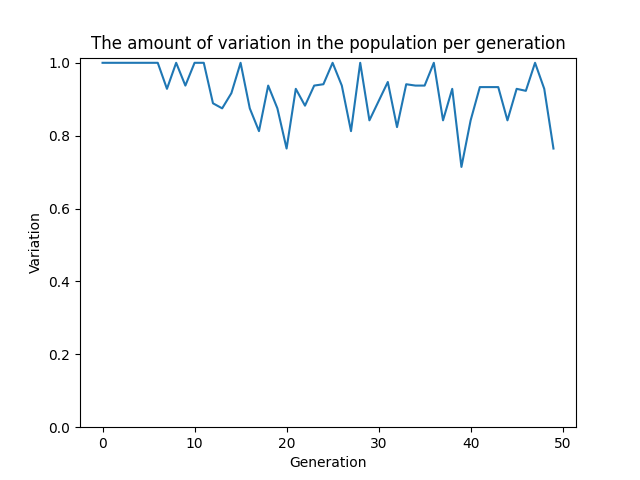 The amount of variation in the population per generation
1.0
0.8
0.6
0.4
0.2
0.0
Variation
0 10 20 30 40 50
Generation